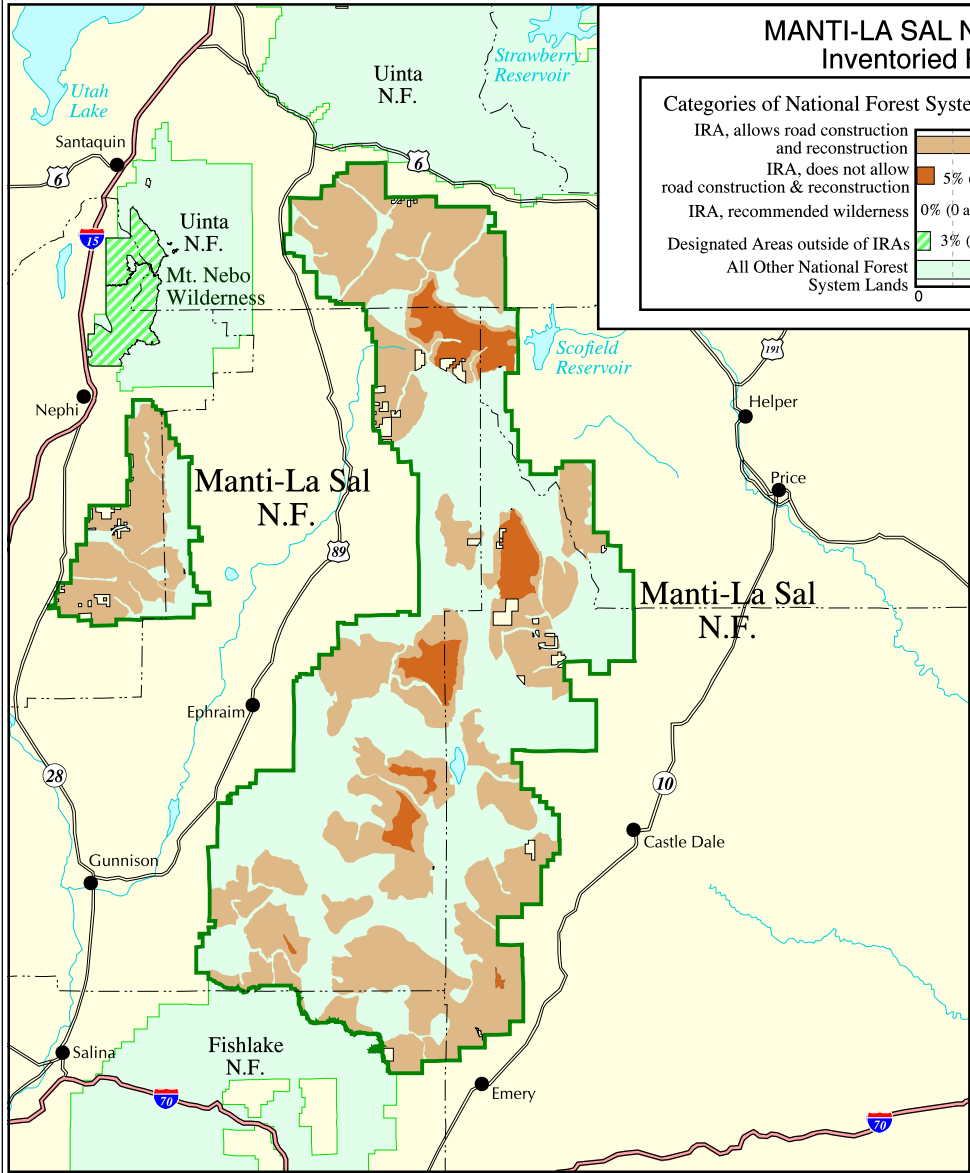 MANTI-LA SAL N
Inventoried
Categories of National Forest Syste
IRA, allows road construction
and reconstruction
IRA, does not allow
road construction & reconstruction
5% (
IRA, recommended wilderness
0% (0 a
Designated Areas outside of IRAs
3% (
All Other National Forest
System Lands
0
Strawberry
Reservoir
Uinta
N.F.
Utah
Lake
Santaquin
6
6
15
Uinta
N.F.
Mt. Nebo
Wilderness
Scofield
Reservoir
191
Nephi
Helper
Manti-La Sal
N.F.
Price
89
Manti-La Sal
N.F.
Ephraim
28
10
Castle Dale
Gunnison
Salina
Fishlake
N.F.
Emery
70
70